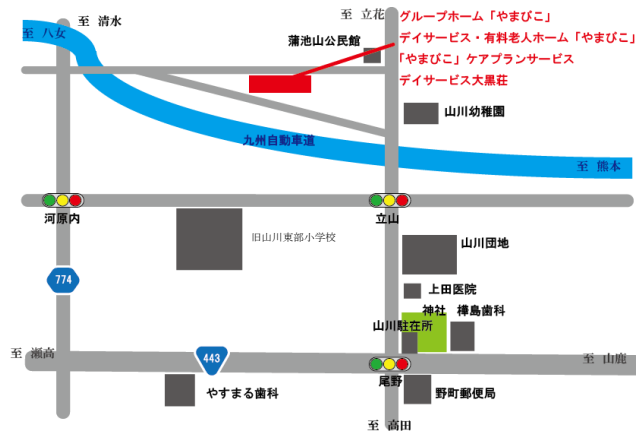 至 立花
グループホーム「やまびこ」
至 清水
至 八女
デイサービス・有料老人ホーム「やまびこ」
蒲池山公民館
「やまびこ」ケアプランサービス
デイサービス大黒荘
山川幼稚園
九州自動車道
至 熊本
河原内
立山
旧山川東部小学校
山川団地
774
上田医院
神社
樺島歯科
山川駐在所
至 瀬高
443
至 山鹿
尾野
やすまる歯科
野町郵便局
至 高田